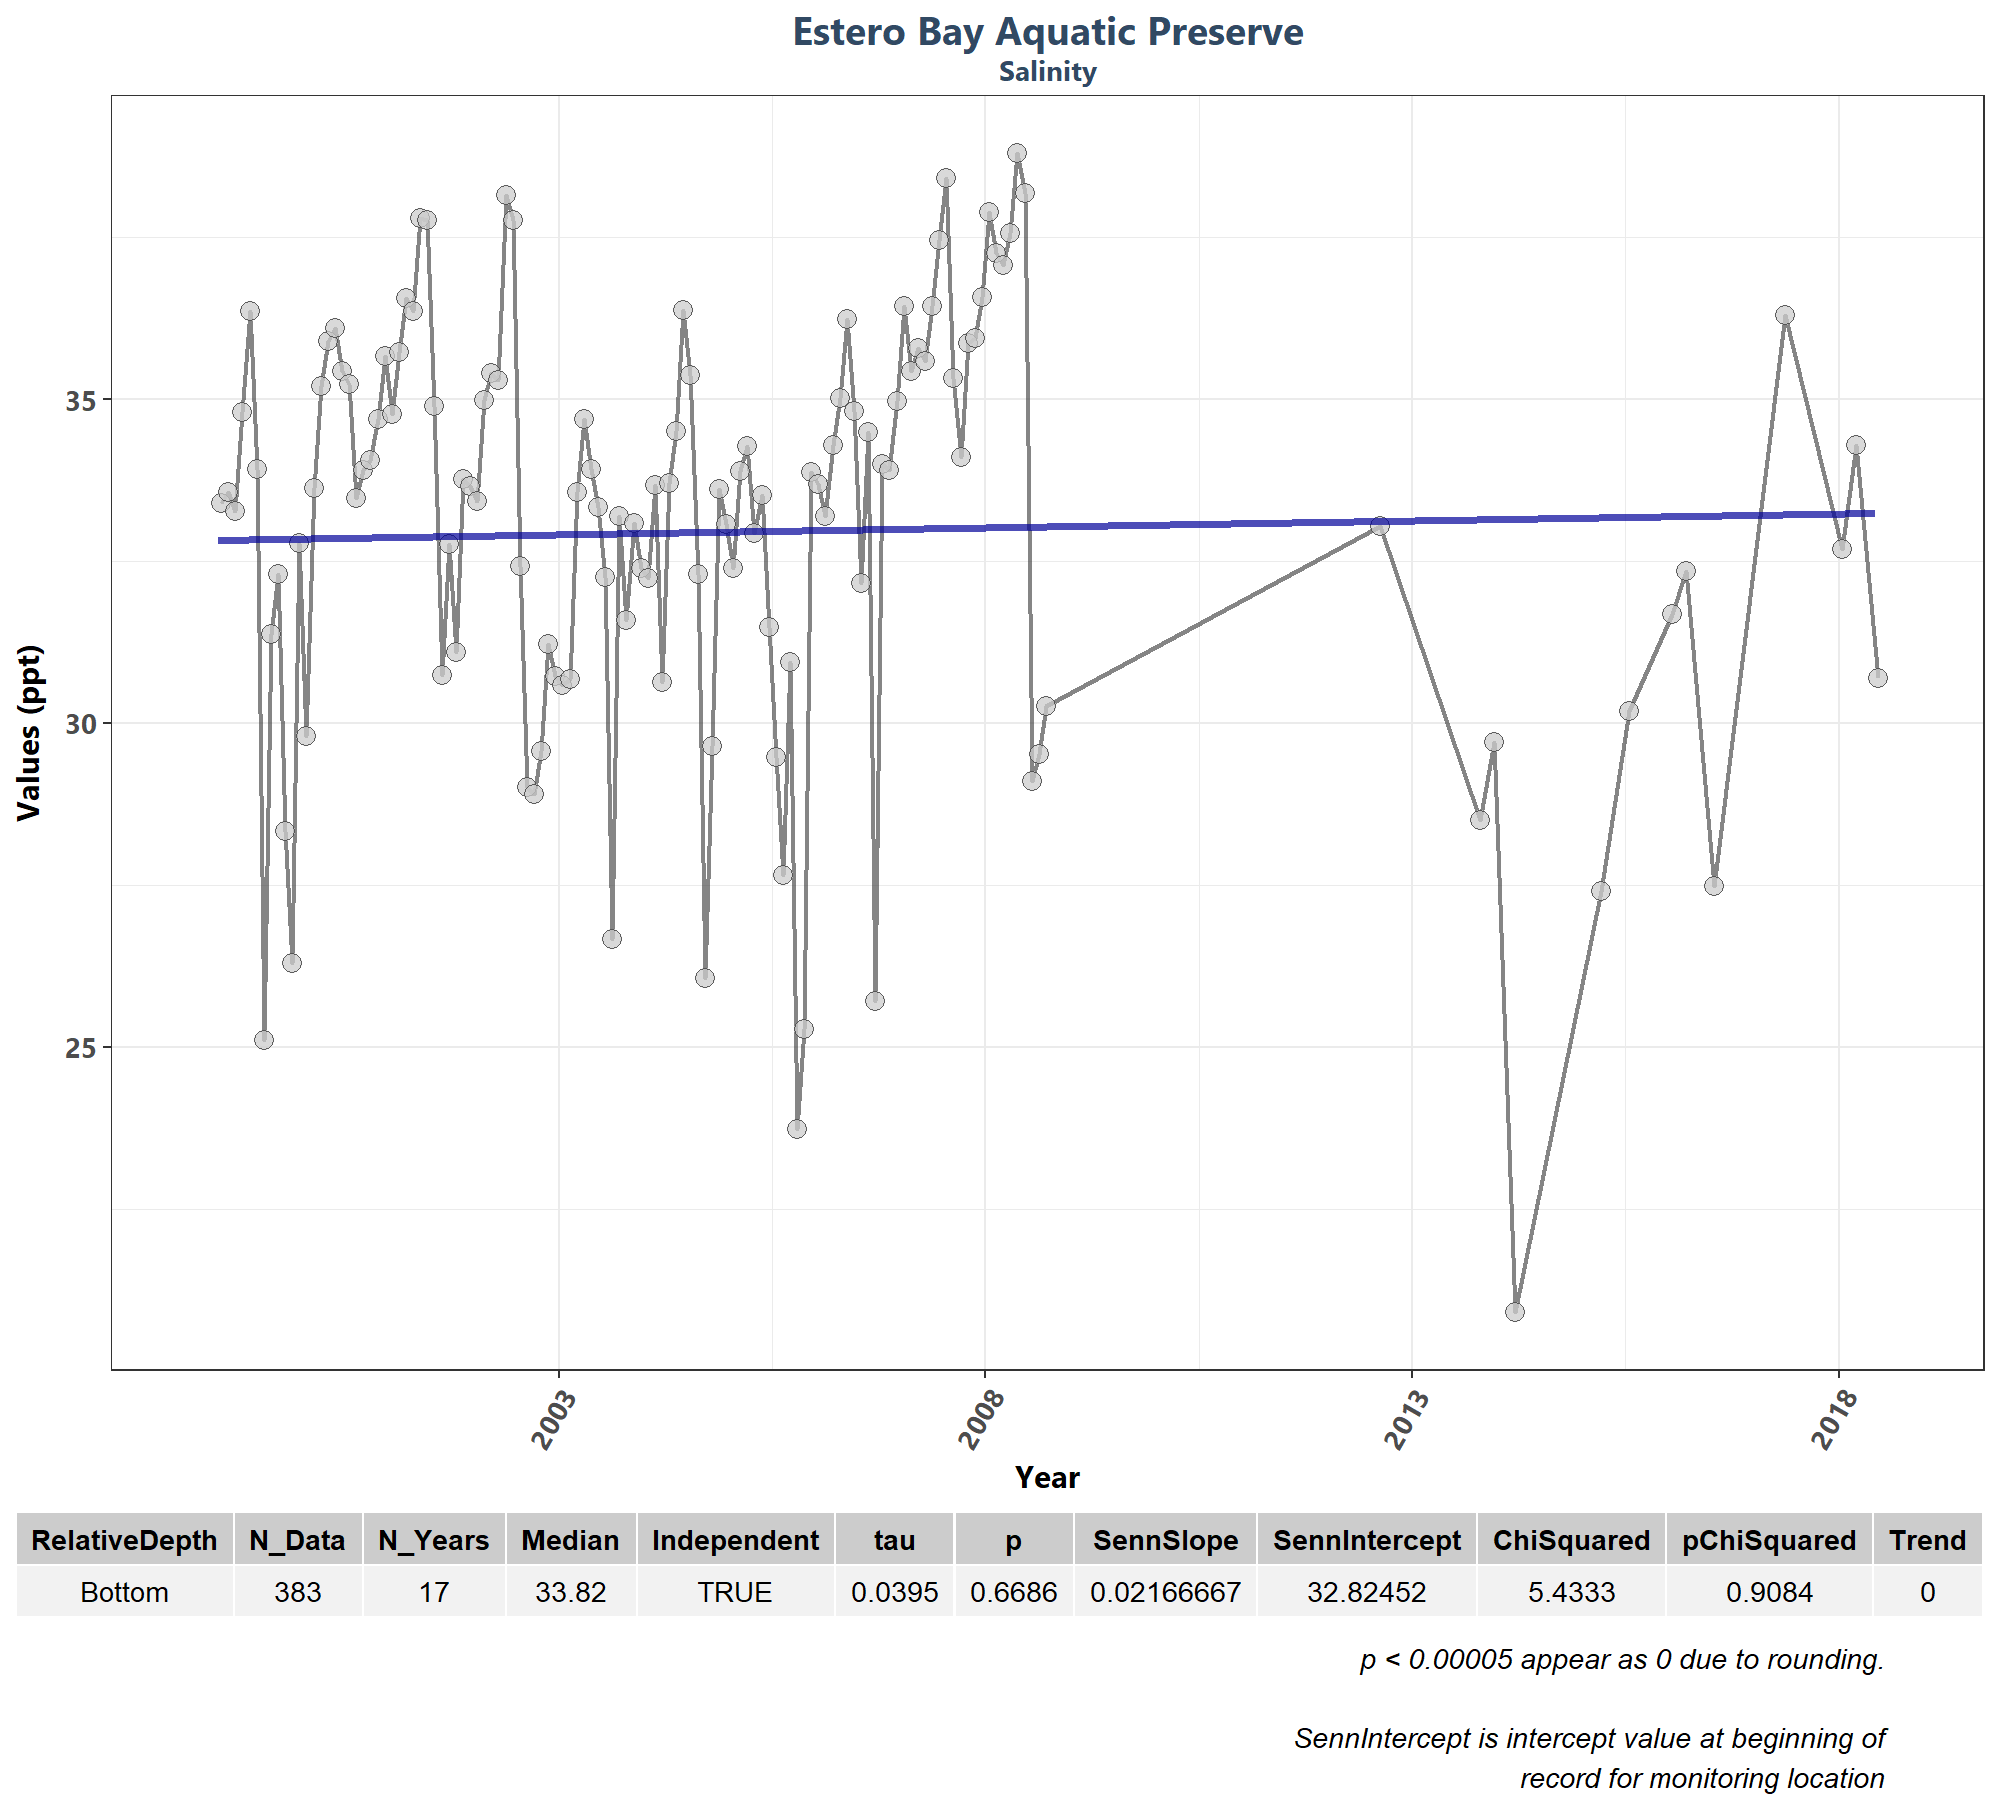 Estero Bay Aquatic Preserve
Salinity
Values (ppt)
35
30
25
2003
2008
2013
2018
Year
RelativeDepth N_Data N_Years Median Independent tau p SennSlope SennIntercept ChiSquared pChiSquared Trend
Bottom 383 17 33.82 TRUE 0.0395 0.6686 0.02166667 32.82452 5.4333 0.9084 0
p < 0.00005 appear as 0 due to rounding.
SennIntercept is intercept value at beginning of
record for monitoring location